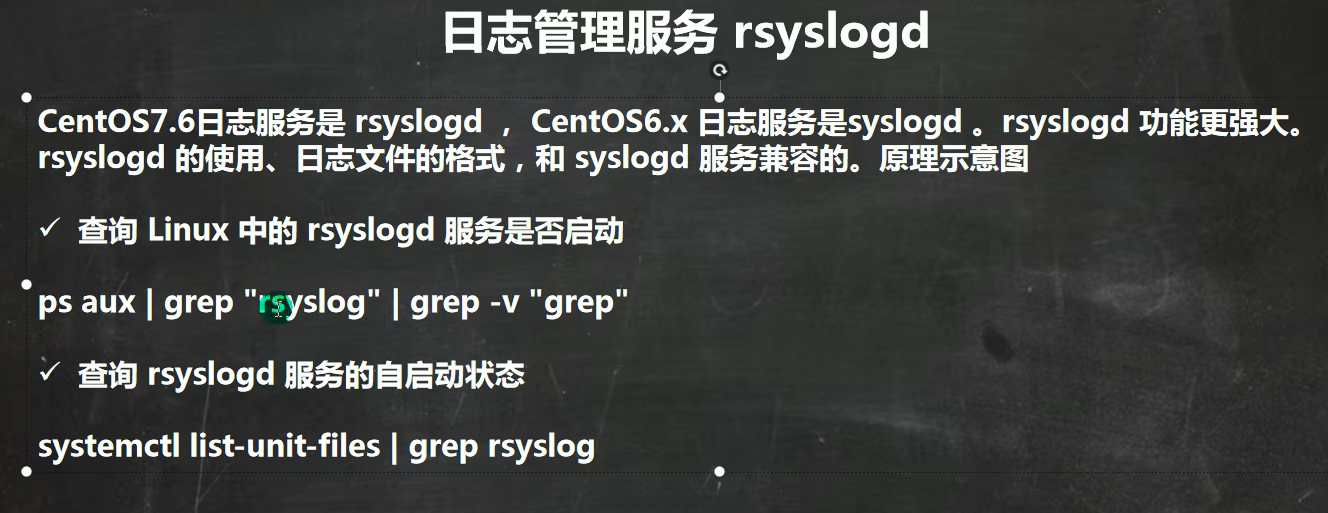 日志管理服务 rsyslogd
CentOS7.6日志服务是 rsyslogd ， CentOS6.x 日志服务是syslogd 。rsyslogd 功能更强大。
rsyslogd 的使用、日志文件的格式，和 syslogd 服务兼容的。原理示意图
✓ 查询 Linux 中的 rsyslogd 服务是否启动
ps aux | grep "rsyslog" | grep -v "grep"
✓ 查询 rsyslogd 服务的自启动状态
systemctl list-unit-files | grep rsyslog